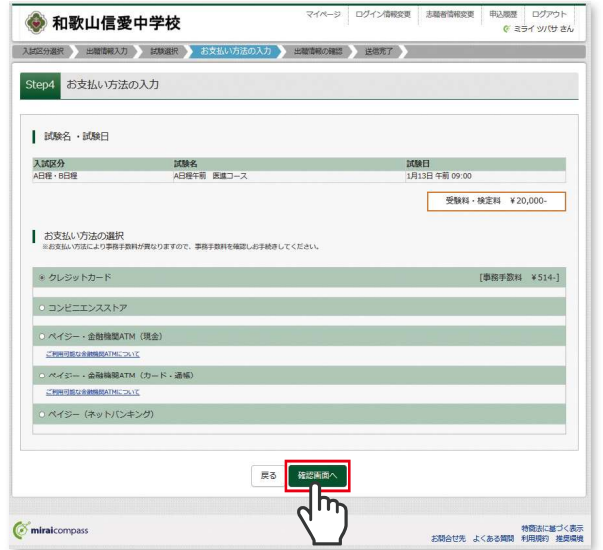 和歌山信愛中学校
マイページ ログイン情報変更 志願者情報変更 申込履歴 ログアウト
ミライ ツバサ さん
入試区分選択 出願情報入力 試験選択 お支払い方法の入力 出願情報の確認 送信完了
Step4 お支払い方法の入力
試験名・試験日
入試区分 試験名 試験日
A日程・B日程 A日程午前 医進コース 1月13日 午前 09:00
受験料・検定料 ￥20,000-
お支払い方法の選択
※お支払い方法により事務手数料が異なりますので、事務手数料を確認しお手続きしてください。
クレジットカード [事務手数料 ￥514-]
コンビニエンスストア
ペイジー・金融機関ATM（現金）
ご利用可能な金融機関ATMについて
ペイジー・金融機関ATM（カード・通帳）
ご利用可能な金融機関ATMについて
ペイジー（ネットバンキング）
戻る 確認画面へ
miraicompass
特商法に基づく表示
お問合せ先 よくある質問 利用規約 推奨環境